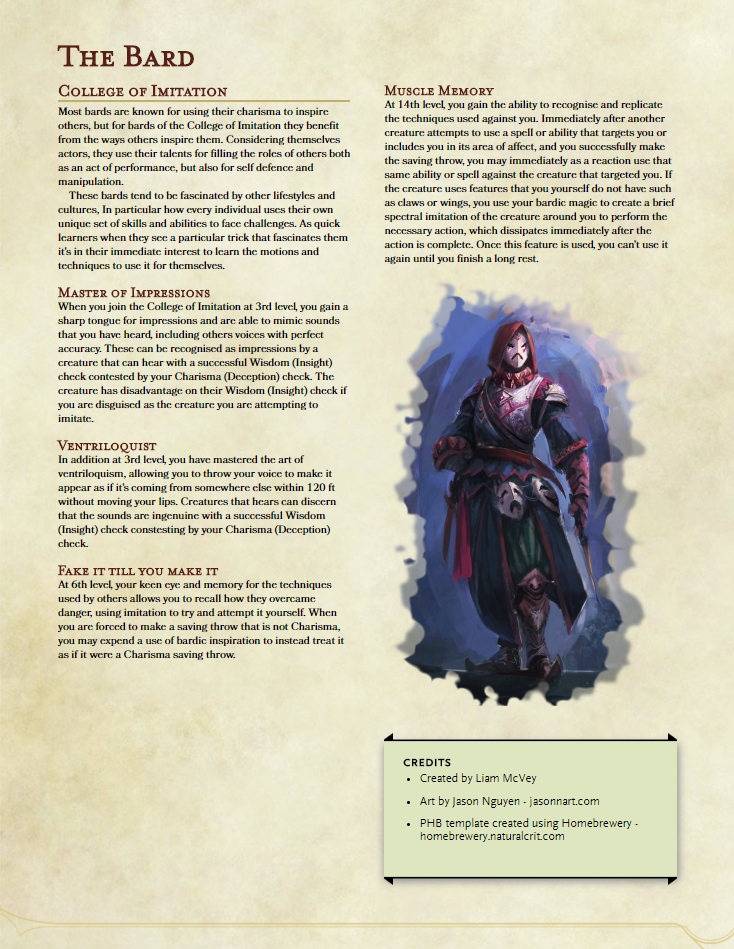 The Bard
College of Imitation
Most bards are known for using their charisma to inspire
others, but for bards of the College of Imitation they benefit
from the ways others inspire them. Considering themselves
actors, they use their talents for filling the roles of others both
as an act of performance, but also for self defence and
manipulation.
These bards tend to be fascinated by other lifestyles and
cultures, In particular how every individual uses their own
unique set of skills and abilities to face challenges. As quick
learners when they see a particular trick that fascinates them
it's in their immediate interest to learn the motions and
techniques to use it for themselves.
Master of Impressions
When you join the College of Imitation at 3rd level, you gain a
sharp tongue for impressions and are able to mimic sounds
that you have heard, including others voices with perfect
accuracy. These can be recognised as impressions by a
creature that can hear with a successful Wisdom (Insight)
check contested by your Charisma (Deception) check. The
creature has disadvantage on their Wisdom (Insight) check if
you are disguised as the creature you are attempting to
imitate.
Ventriloquist
In addition at 3rd level, you have mastered the art of
ventriloquism, allowing you to throw your voice to make it
appear as if it's coming from somewhere else within 120 ft
without moving your lips. Creatures that hears can discern
that the sounds are ingenuine with a successful Wisdom
(Insight) check constesting by your Charisma (Deception)
check.
Fake it till you make it
At 6th level, your keen eye and memory for the techniques
used by others allows you to recall how they overcame
danger, using imitation to try and attempt it yourself. When
you are forced to make a saving throw that is not Charisma,
you may expend a use of bardic inspiration to instead treat it
as if it were a Charisma saving throw.
Muscle Memory
At 14th level, you gain the ability to recognise and replicate
the techniques used against you. Immediately after another
creature attempts to use a spell or ability that targets you or
includes you in its area of affect, and you successfully make
the saving throw, you may immediately as a reaction use that
same ability or spell against the creature that targeted you. If
the creature uses features that you yourself do not have such
as claws or wings, you use your bardic magic to create a brief
spectral imitation of the creature around you to perform the
necessary action, which dissipates immediately after the
action is complete. Once this feature is used, you can't use it
again until you finish a long rest.
CREDITS
• Created by Liam McVey
• Art by Jason Nguyen - jasonnart.com
• PHB template created using Homebrewery -
homebrewery.naturalcrit.com